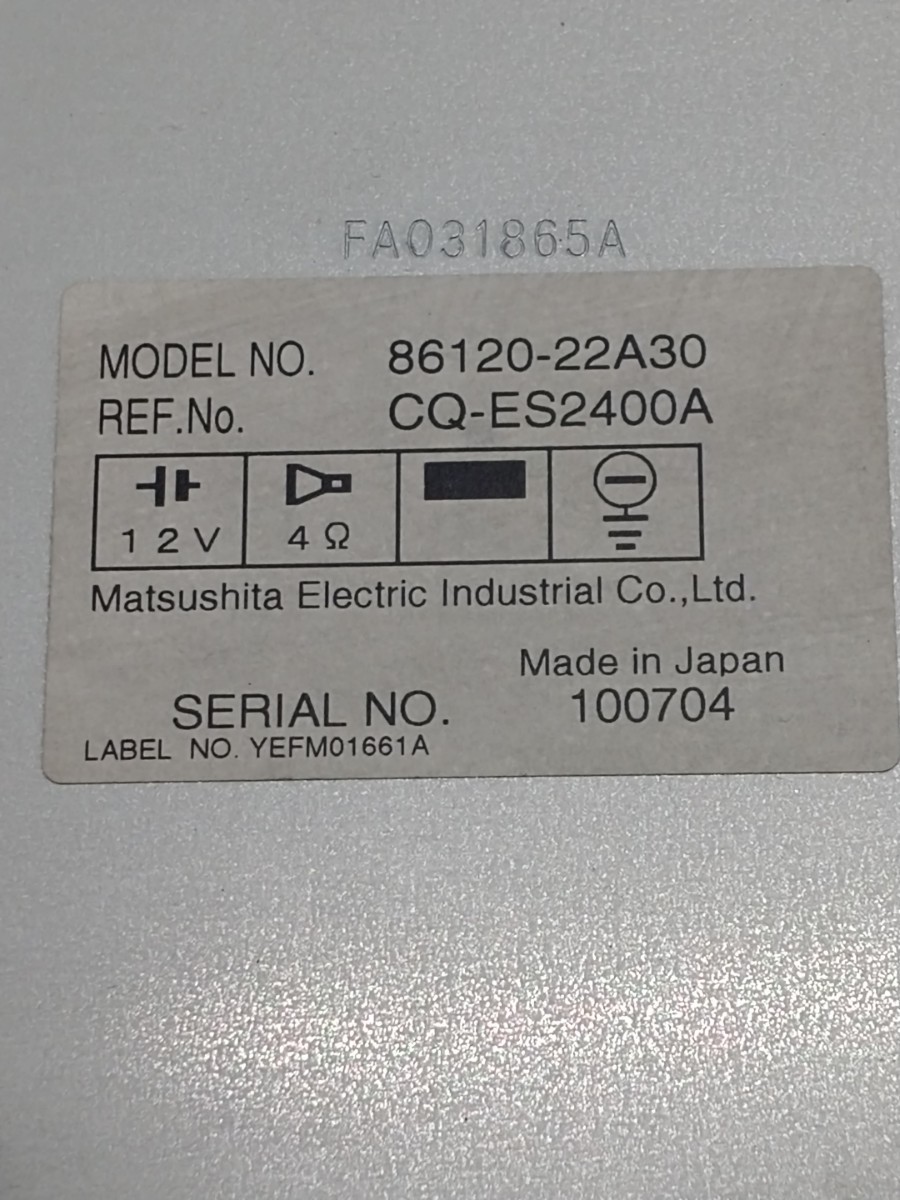 FA031865A
MODEL NO. 86120-22A30
REF.No. CQ-ES2400A
12V 4Ω
Matsushita Electric Industrial Co.,Ltd.
Made in Japan
SERIAL NO. 100704
LABEL NO. YEFM01661A